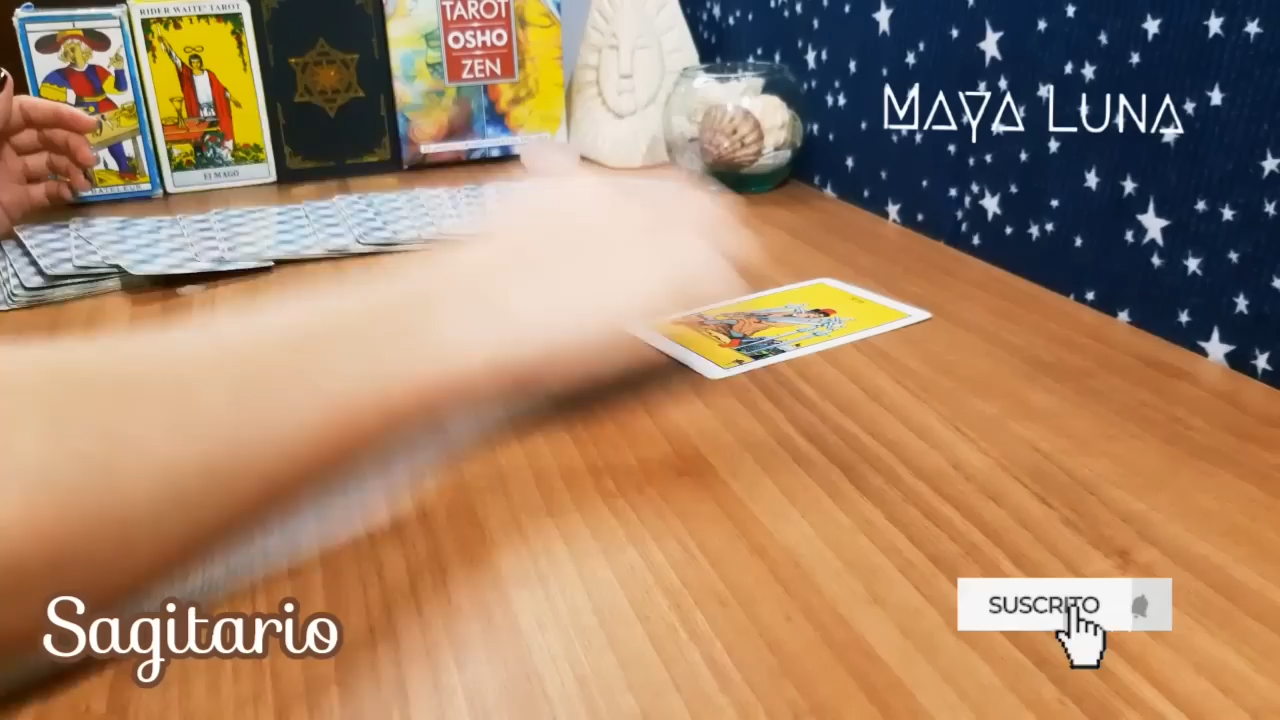 RIDER WAITE TAROT
EL MAGO
TAROT
OSHO
ZEN
MAYA LUNA
Sagitario
SUSCRITO